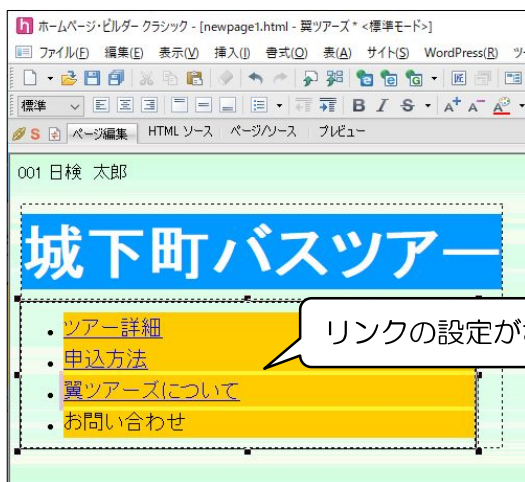 ホームページ・ビルダー クラシック - [newpage1.html - 翼ツアーズ* <標準モード>]
ファイル(F) 編集(E) 表示(V) 挿入(I) 書式(O) 表(A) サイト(S) WordPress(R) ツ
標準 B I S A+ A- A
S ページ編集 HTML ソース ページ/ソース プレビュー
001 日検 太郎
城下町バスツアー
ツアー詳細
リンクの設定が
申込方法
翼ツアーズについて
お問い合わせ